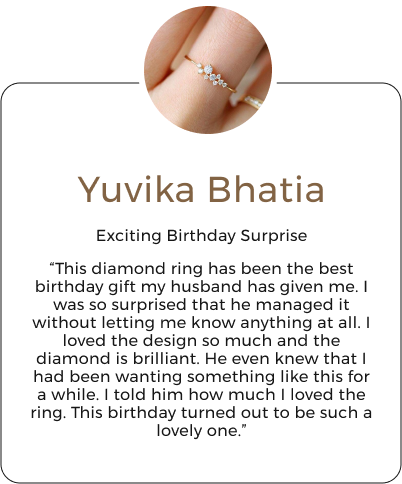 Yuvika Bhatia
Exciting Birthday Surprise
“This diamond ring has been the best
birthday gift my husband has given me. I
was so surprised that he managed it
without letting me know anything at all. I
loved the design so much and the
diamond is brilliant. He even knew that I
had been wanting something like this for
a while. I told him how much I loved the
ring. This birthday turned out to be such a
lovely one.”